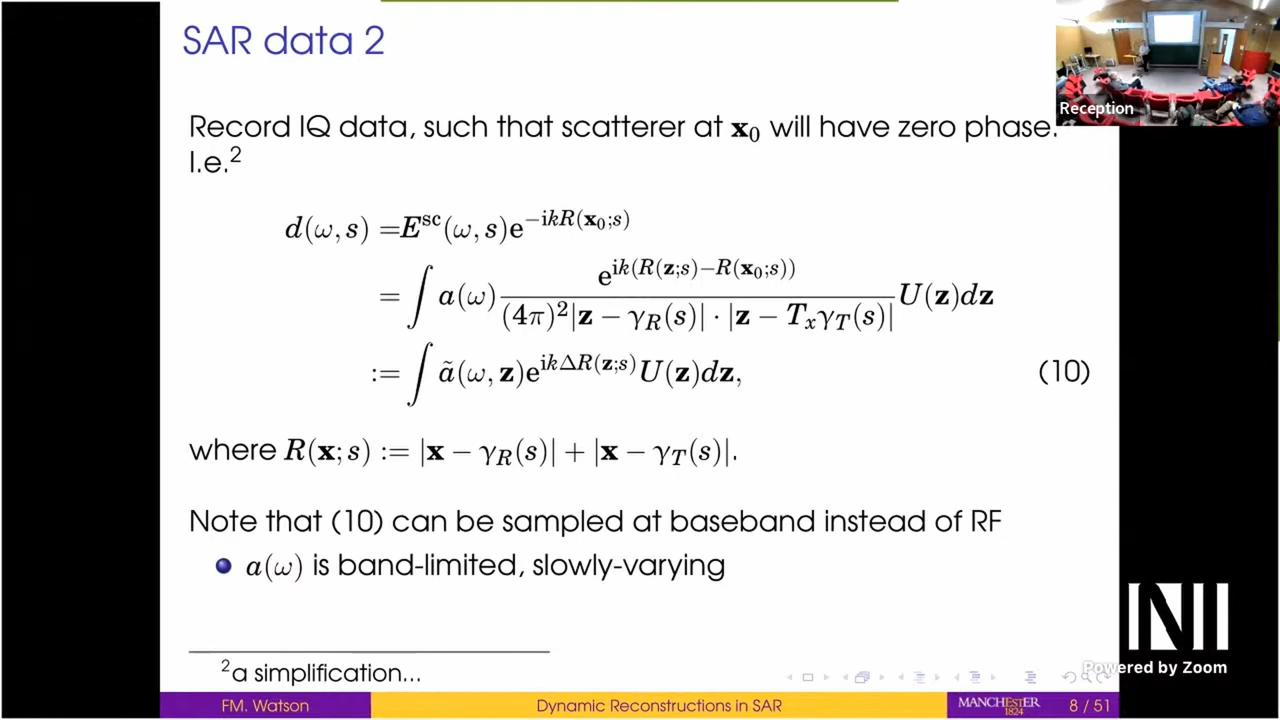 SAR data 2
Reception
Record IQ data, such that scatterer at x₀ will have zero phase.
I.e.²
d(ω, s) =Eˢᶜ(ω, s)e^{−ikR(x₀;s)}
= ∫ a(ω) e^{ik(R(z;s)−R(x₀;s))} / ((4π)²|z − γ_R(s)| · |z − T_xγ_T(s)|) U(z)dz
:= ∫ ã(ω, z)e^{ikΔR(z;s)}U(z)dz, (10)
where R(x; s) := |x − γ_R(s)| + |x − γ_T(s)|.
Note that (10) can be sampled at baseband instead of RF
a(ω) is band-limited, slowly-varying
²a simplification...
NI
Powered by Zoom
FM. Watson Dynamic Reconstructions in SAR MANCHESTER 1824 8 / 51